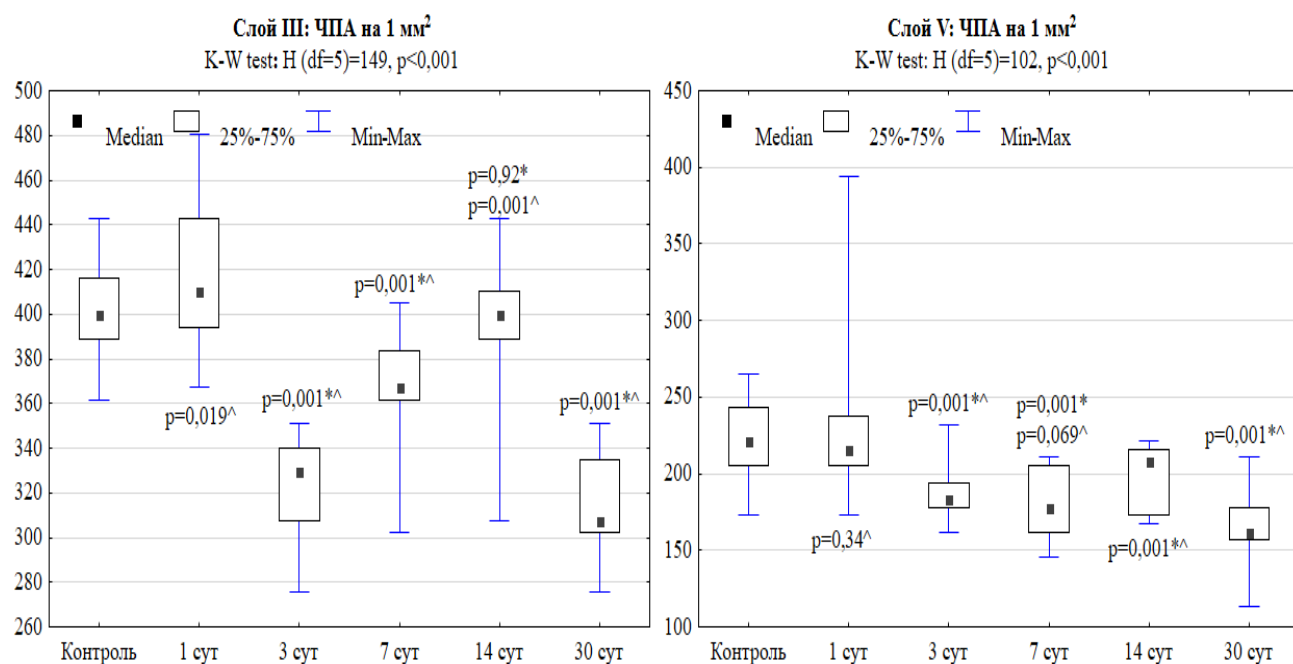 Слой III: ЧПА на 1 мм²
K-W test: H (df=5)=149, p<0,001
500
480
460
440
420
400
380
360
340
320
300
280
260
Median
25%-75%
Min-Max
p=0,019^
p=0,001*^
p=0,001*^
p=0,92*
p=0,001^
p=0,001*^
Контроль
1 сут
3 сут
7 сут
14 сут
30 сут
Слой V: ЧПА на 1 мм²
K-W test: H (df=5)=102, p<0,001
450
400
350
300
250
200
150
100
Median
25%-75%
Min-Max
p=0,34^
p=0,001*^
p=0,001*
p=0,069^
p=0,001*^
p=0,001*^
Контроль
1 сут
3 сут
7 сут
14 сут
30 сут